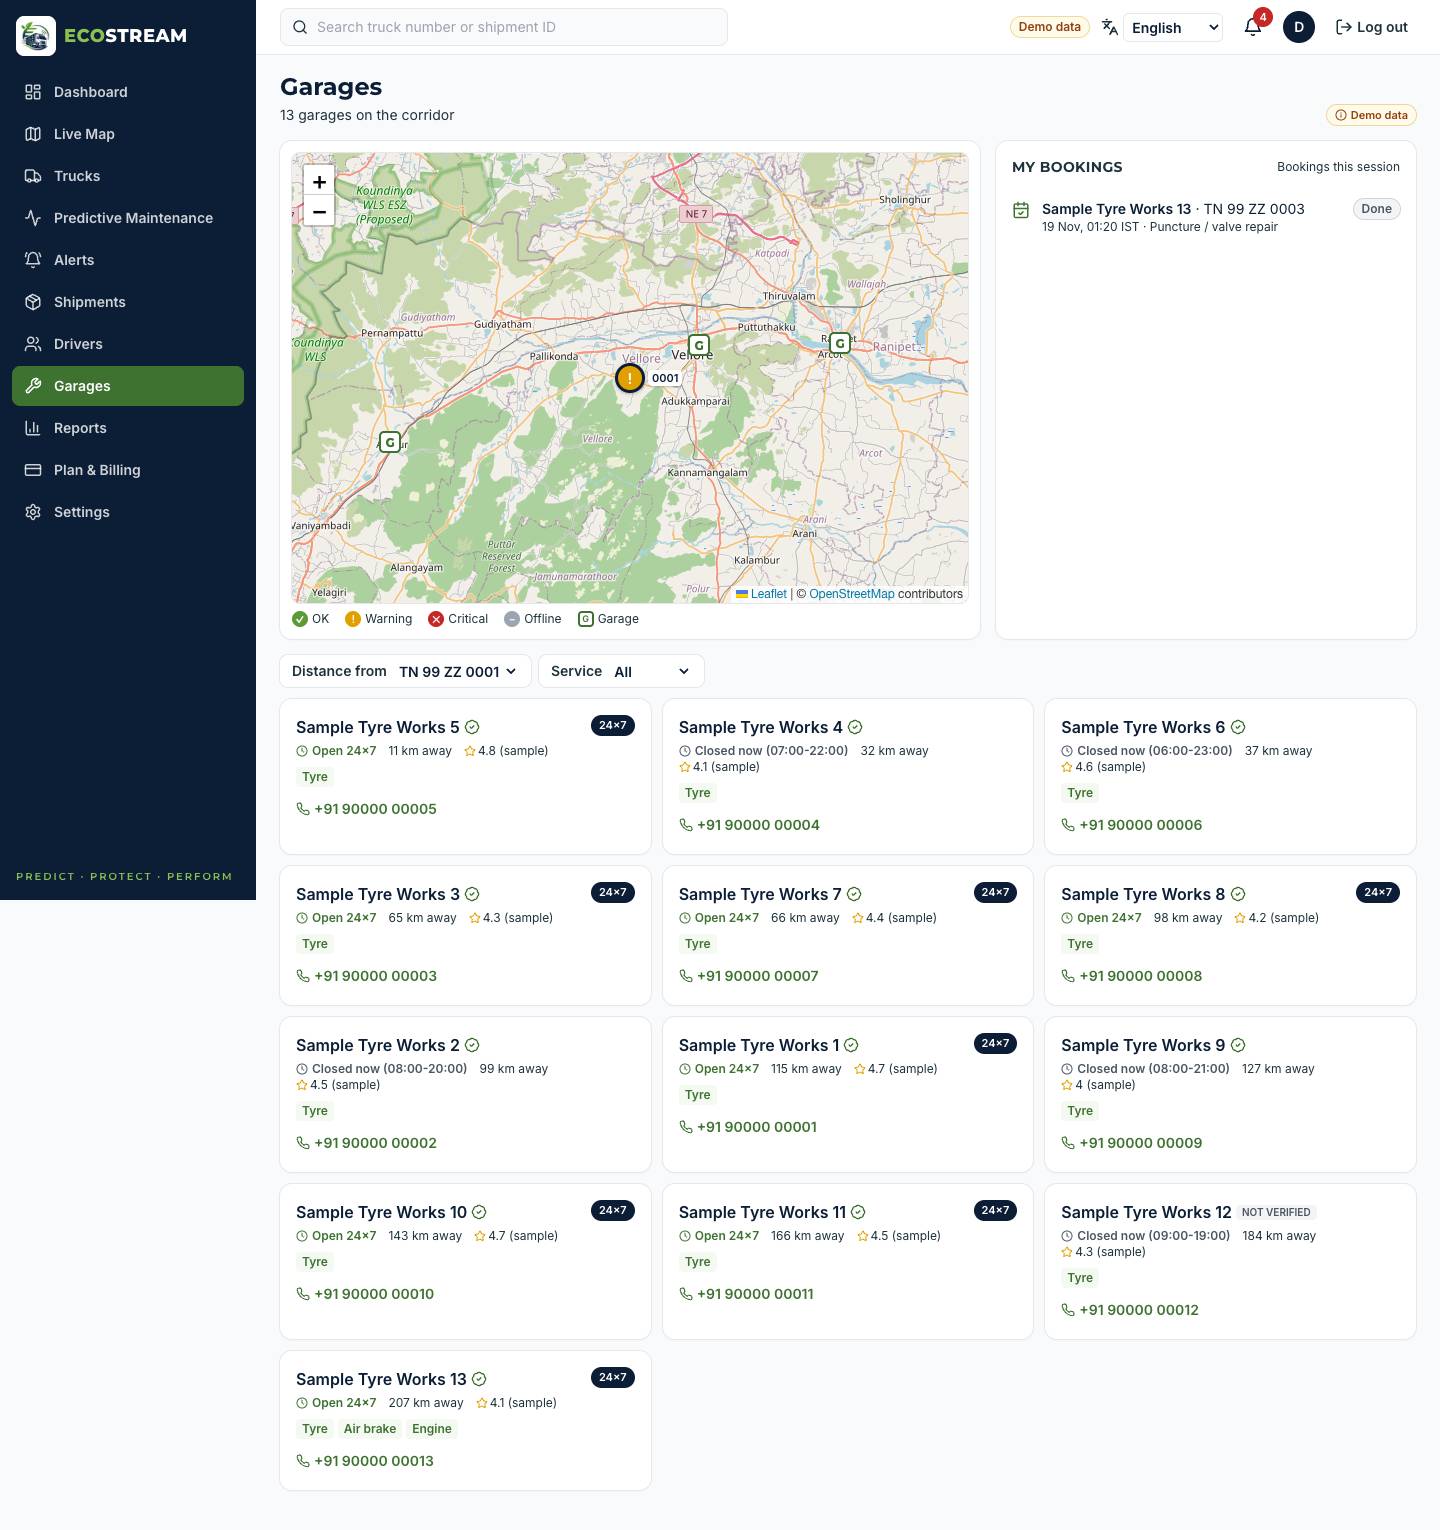 ECOSTREAM
Search truck number or shipment ID
Demo data
English
4
D
Log out
Dashboard
Live Map
Trucks
Predictive Maintenance
Alerts
Shipments
Drivers
Garages
Reports
Plan & Billing
Settings
PREDICT · PROTECT · PERFORM
Garages
13 garages on the corridor
Demo data
+
−
Koundinya
WLS ESZ
(Proposed)
7
NE 7
Sholinghur
Katpadi
Wallajah
Thiruvalam
Gudiyatham
Gudiyatham
Pernampattu
Puttuthakku
Koundinya
WLS
Pallikonda
Vellore
Vellore
G
G
Arcot
Ranipet
! 0001
Adukkamparai
G
Vellore
Arcot
Kannamangalam
Vaniyambadi
Arani
Arani
Puttur
Reserved
Forest
Alangayam
Jamunamarathoor
Kalambur
Polur
Yelagiri
Leaflet | © OpenStreetMap contributors
OK
! Warning
Critical
Offline
G Garage
MY BOOKINGS
Bookings this session
Sample Tyre Works 13 · TN 99 ZZ 0003
Done
19 Nov, 01:20 IST · Puncture / valve repair
Distance from TN 99 ZZ 0001
Service All
Sample Tyre Works 5
24×7
Open 24×7 11 km away 4.8 (sample)
Tyre
+91 90000 00005
Sample Tyre Works 4
Closed now (07:00-22:00) 32 km away
4.1 (sample)
Tyre
+91 90000 00004
Sample Tyre Works 6
Closed now (06:00-23:00) 37 km away
4.6 (sample)
Tyre
+91 90000 00006
Sample Tyre Works 3
24×7
Open 24×7 65 km away 4.3 (sample)
Tyre
+91 90000 00003
Sample Tyre Works 7
24×7
Open 24×7 66 km away 4.4 (sample)
Tyre
+91 90000 00007
Sample Tyre Works 8
24×7
Open 24×7 98 km away 4.2 (sample)
Tyre
+91 90000 00008
Sample Tyre Works 2
Closed now (08:00-20:00) 99 km away
4.5 (sample)
Tyre
+91 90000 00002
Sample Tyre Works 1
24×7
Open 24×7 115 km away 4.7 (sample)
Tyre
+91 90000 00001
Sample Tyre Works 9
Closed now (08:00-21:00) 127 km away
4 (sample)
Tyre
+91 90000 00009
Sample Tyre Works 10
24×7
Open 24×7 143 km away 4.7 (sample)
Tyre
+91 90000 00010
Sample Tyre Works 11
24×7
Open 24×7 166 km away 4.5 (sample)
Tyre
+91 90000 00011
Sample Tyre Works 12 NOT VERIFIED
Closed now (09:00-19:00) 184 km away
4.3 (sample)
Tyre
+91 90000 00012
Sample Tyre Works 13
24×7
Open 24×7 207 km away 4.1 (sample)
Tyre Air brake Engine
+91 90000 00013